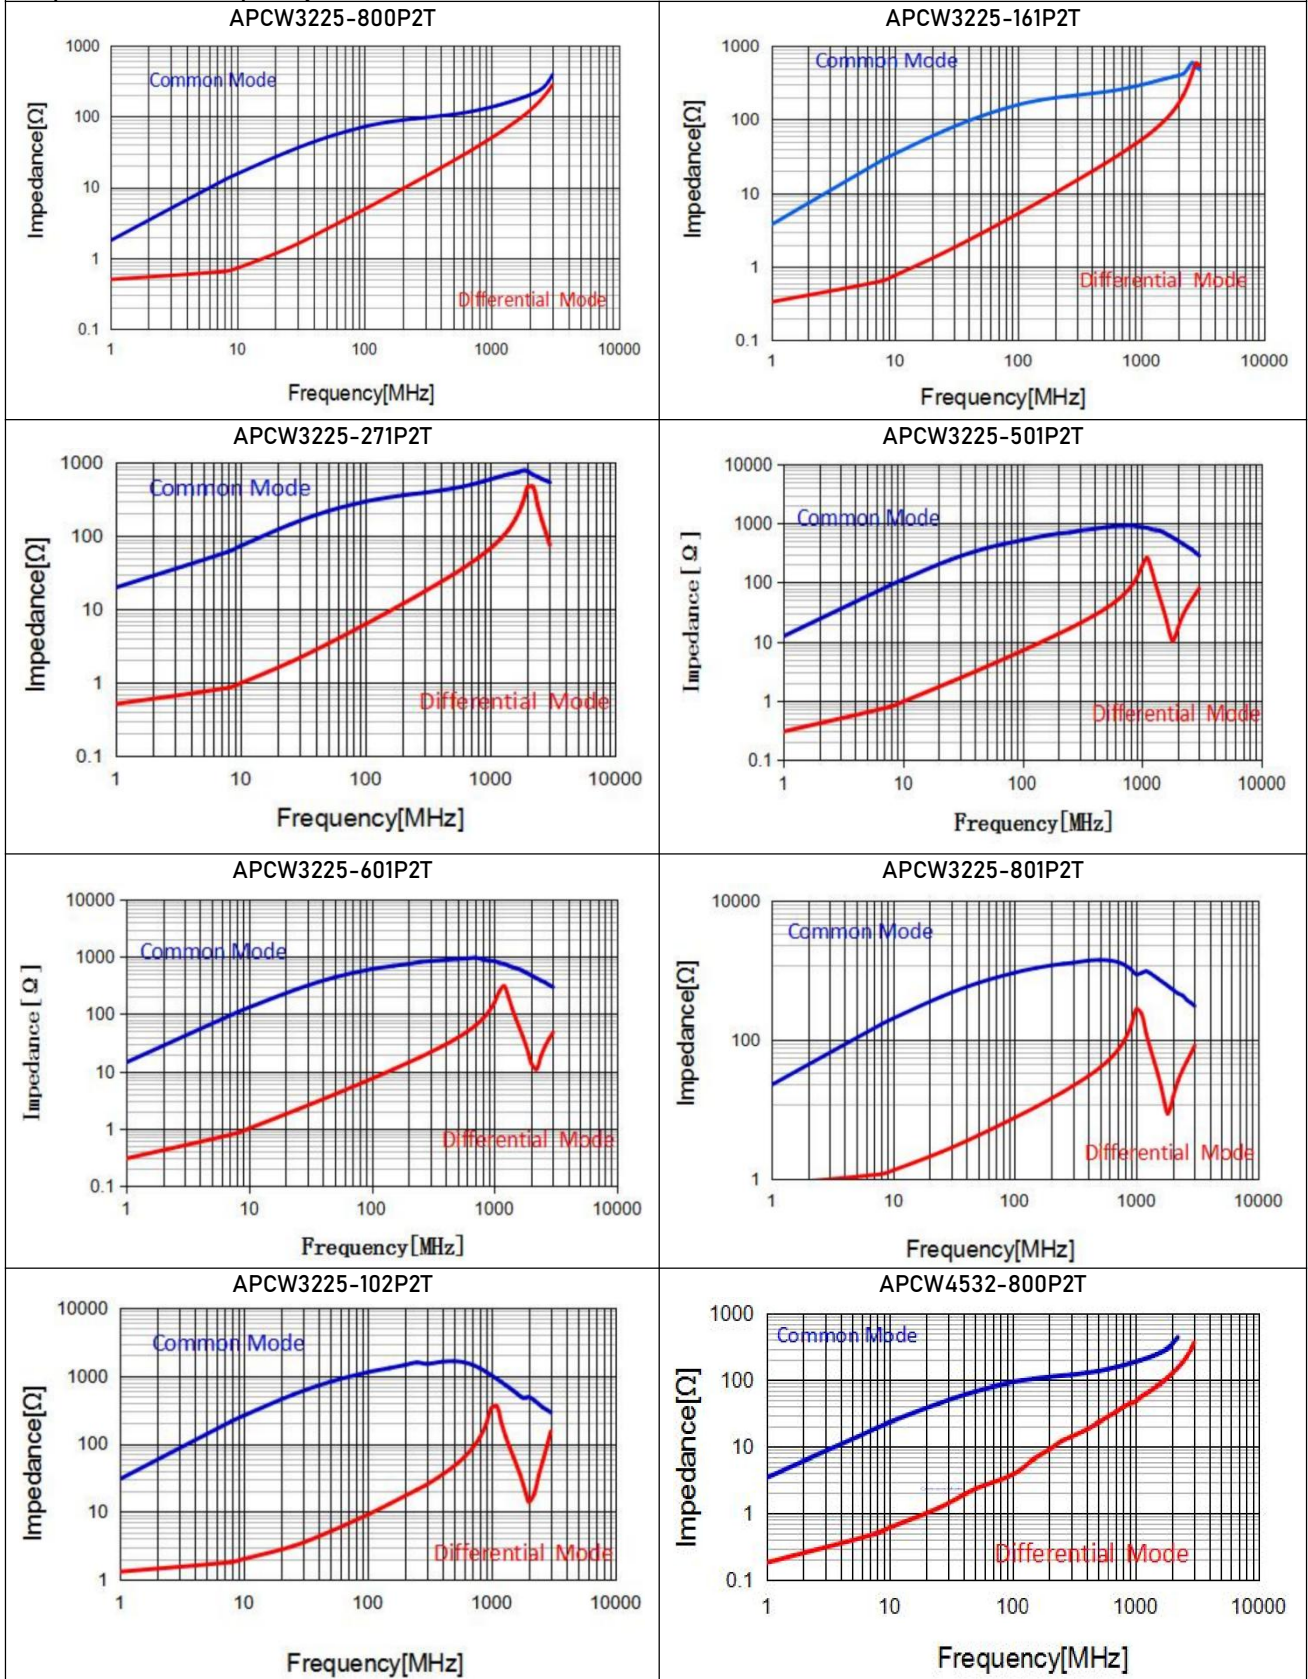 APCW3225-800P2T
1000
Common Mode
100
Impedance[Ω]
10
1
Differential Mode
0.1
1 10 100 1000 10000
Frequency[MHz]
APCW3225-161P2T
1000
Common Mode
100
Impedance[Ω]
10
1
Differential Mode
0.1
1 10 100 1000 10000
Frequency[MHz]
APCW3225-271P2T
1000
Common Mode
100
Impedance[Ω]
10
1
Differential Mode
0.1
1 10 100 1000 10000
Frequency[MHz]
APCW3225-501P2T
10000
1000
Common Mode
100
Impedance[Ω]
10
1
Differential Mode
0.1
1 10 100 1000 10000
Frequency[MHz]
APCW3225-601P2T
10000
Common Mode
1000
100
Impedance[Ω]
10
1
Differential Mode
0.1
1 10 100 1000 10000
Frequency[MHz]
APCW3225-801P2T
10000
Common Mode
Impedance[Ω]
100
Differential Mode
1
1 10 100 1000 10000
Frequency[MHz]
APCW3225-102P2T
10000
Common Mode
1000
100
Impedance[Ω]
10
Differential Mode
1
1 10 100 1000 10000
Frequency[MHz]
APCW4532-800P2T
1000
Common Mode
100
Impedance[Ω]
10
1
Differential Mode
0.1
1 10 100 1000 10000
Frequency[MHz]